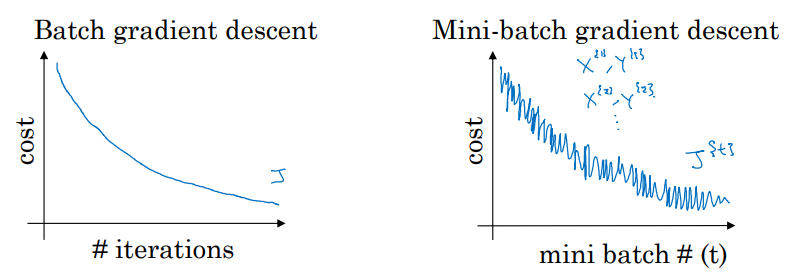 Batch gradient descent
cost
J
# iterations
Mini-batch gradient descent
X^{1}, Y^{1}
X^{2}, Y^{2}.
⋮
J^{t}
cost
mini batch # (t)